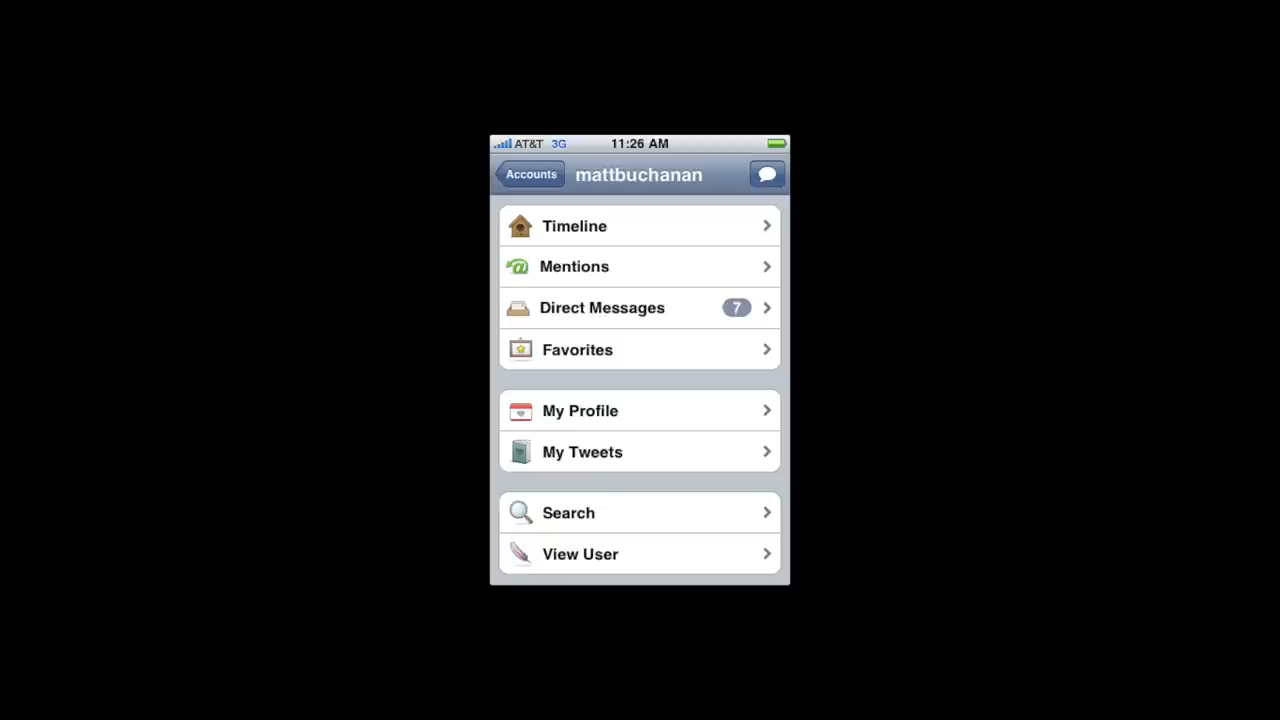 AT&T 3G 11:26 AM
Accounts mattbuchanan
Timeline
Mentions
Direct Messages 7
Favorites
My Profile
My Tweets
Search
View User